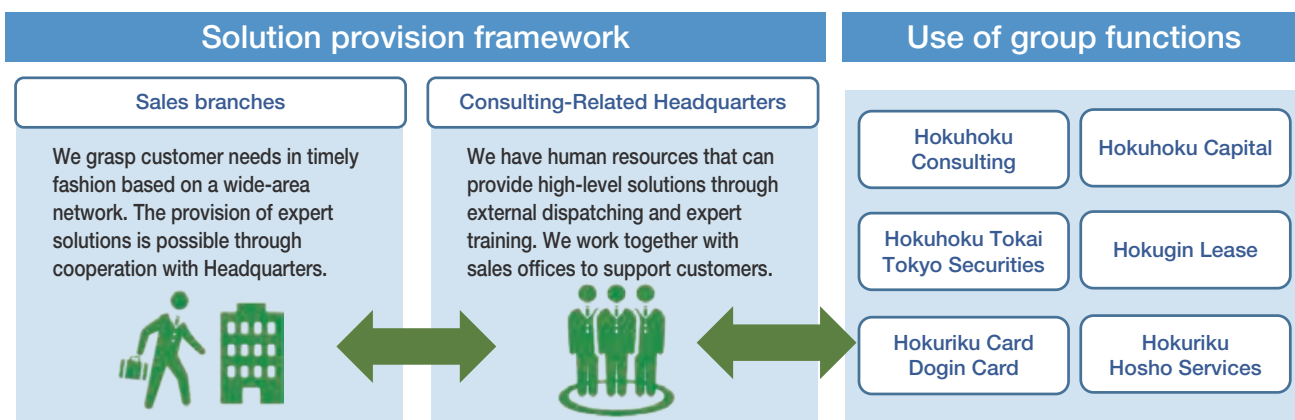 Solution provision framework
Sales branches
We grasp customer needs in timely
fashion based on a wide-area
network. The provision of expert
solutions is possible through
cooperation with Headquarters.
Consulting-Related Headquarters
We have human resources that can
provide high-level solutions through
external dispatching and expert
training. We work together with
sales offices to support customers.
Use of group functions
Hokuhoku
Consulting
Hokuhoku Capital
Hokuhoku Tokai
Tokyo Securities
Hokugin Lease
Hokuriku Card
Dogin Card
Hokuriku
Hosho Services